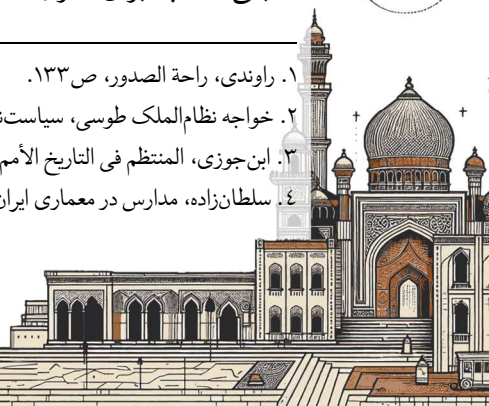 ۱. راوندی، راحة الصدور، ص۱۳۳.
۲. خواجه نظام‌الملک طوسی،
۳. ابن‌جوزی، المنتظم فی التاریخ الأمم
٤. سلطان‌زاده، مدارس در معماری ایران